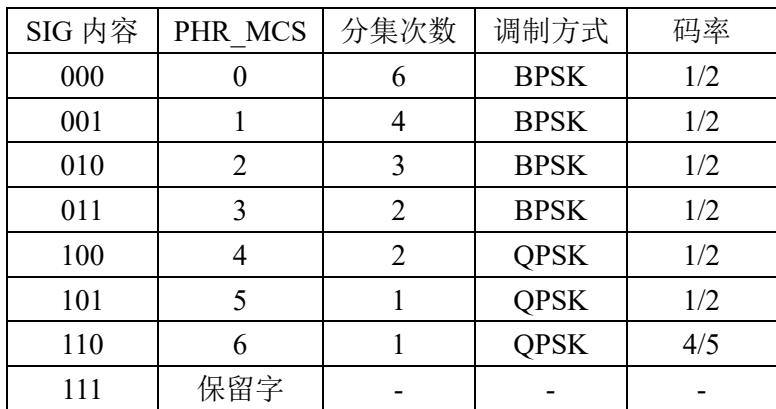 SIG 内容 PHR_MCS 分集次数 调制方式 码率
000 0 6 BPSK 1/2
001 1 4 BPSK 1/2
010 2 3 BPSK 1/2
011 3 2 BPSK 1/2
100 4 2 QPSK 1/2
101 5 1 QPSK 1/2
110 6 1 QPSK 4/5
111 保留字 - - -